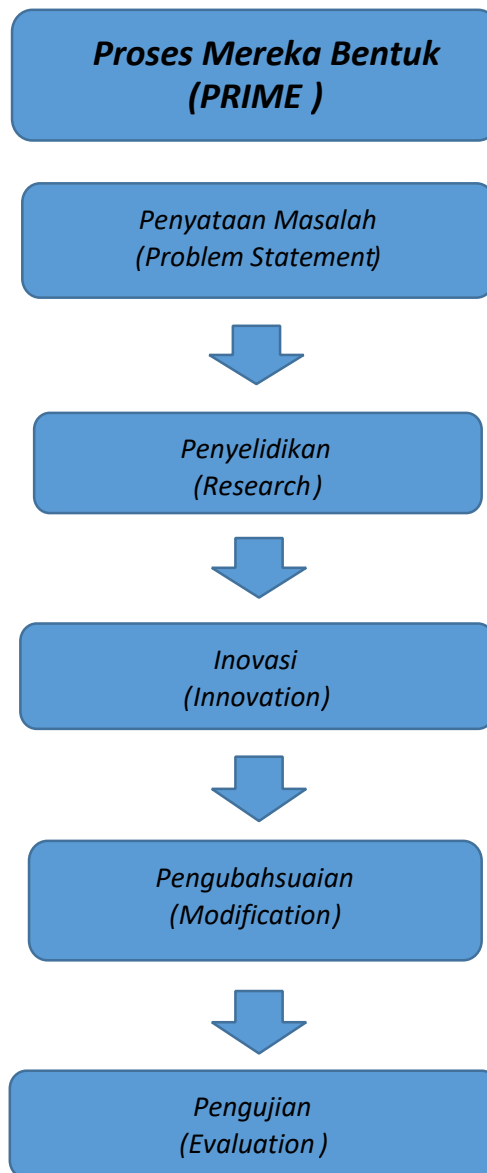 Proses Mereka Bentuk
(PRIME )
Penyataan Masalah
(Problem Statement)
Penyelidikan
(Research)
Inovasi
(Innovation)
Pengubahsuaian
(Modification)
Pengujian
(Evaluation )